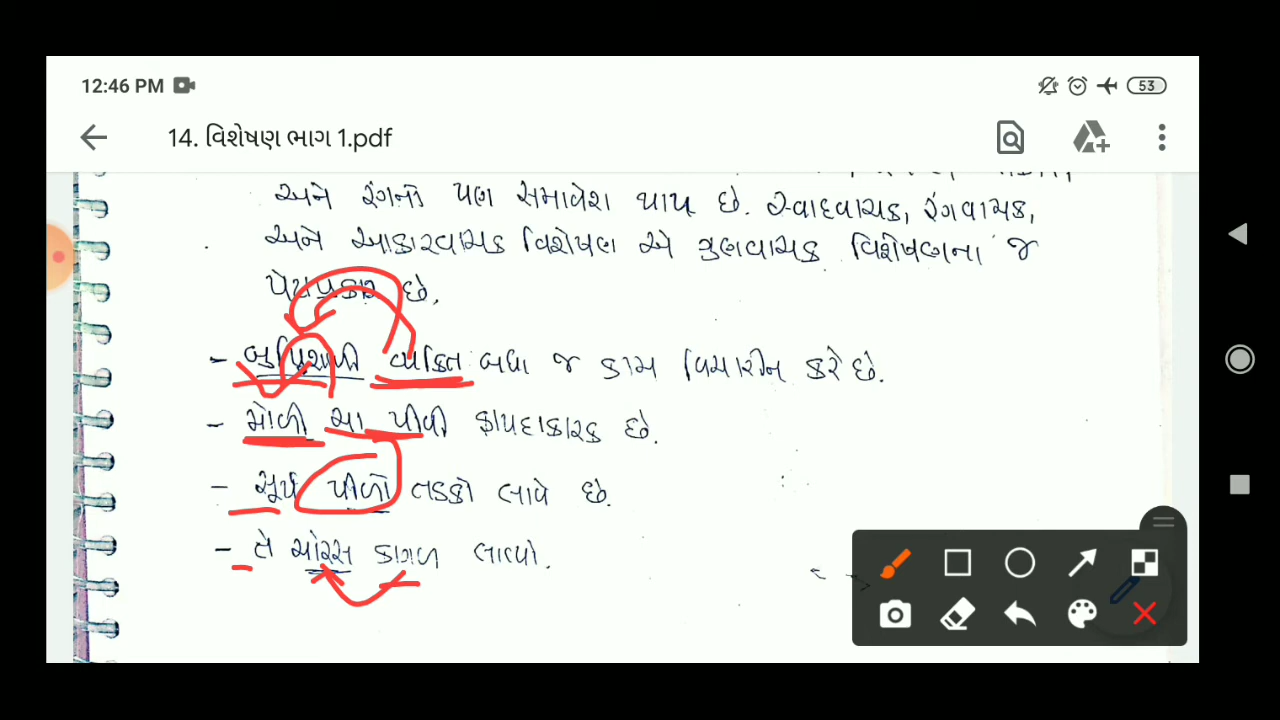 12:46 PM 53
14. વિશેષણ ભાગ 1.pdf
અને રંગનો પણ સમાવેશ થાય છે. સ્વાદવાચક, રંગવાચક,
અને આકારવાચક વિશેષણ એ ગુણવાચક વિશેષણના જ
પેટાપ્રકાર છે.
- બુદ્ધિશાળી વ્યકિત બધા જ કામ વિચારીને કરે છે.
- મોળી ચા પીવી ફાયદાકારક છે.
- સૂર્ય પીળો તડકો લાવે છે.
- તે ચોરસ કાગળ લાવ્યો.